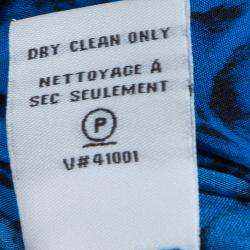 DRY CLEAN ONLY
NETTOYAGE Á
SEC SEULEMENT
P
V#41001